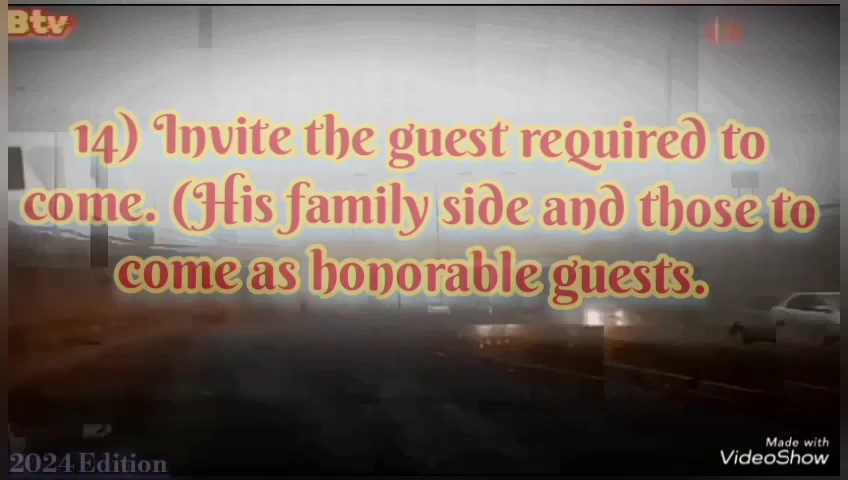 Btv
14) Invite the guest required to
come. (His family side and those to
come as honorable guests.
2024 Edition
Made with
VideoShow